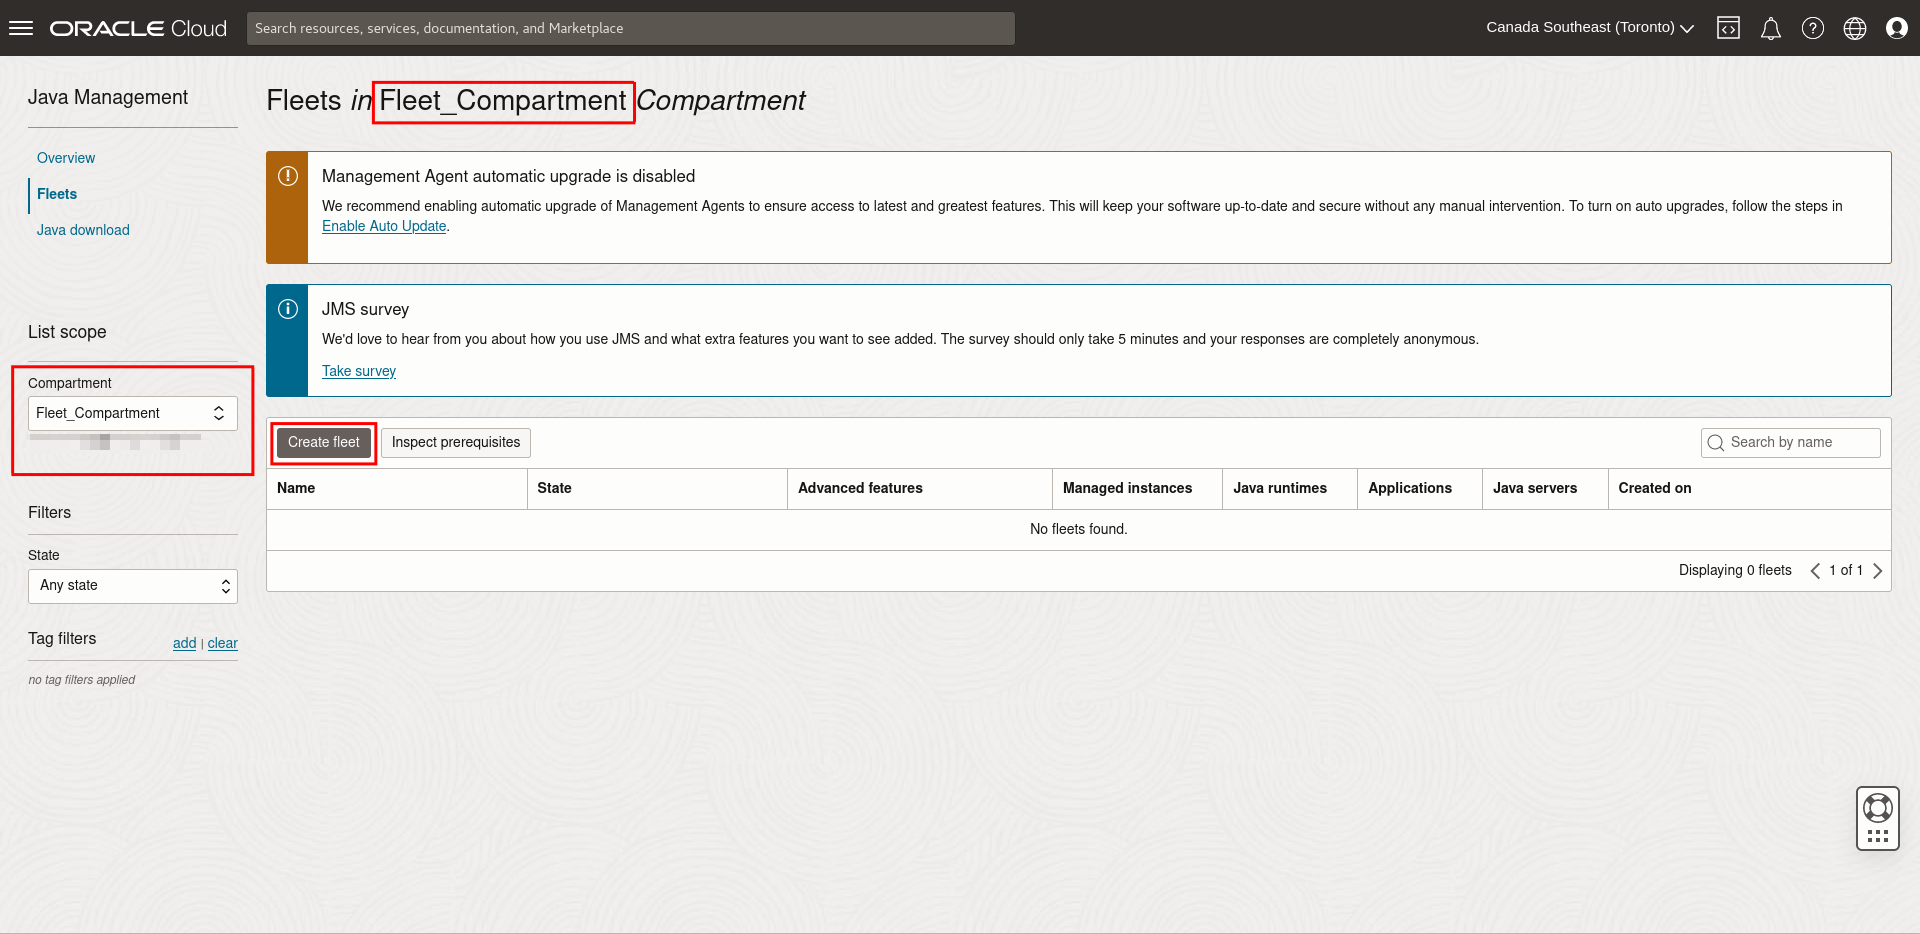 ORACLE Cloud
Search resources, services, documentation, and Marketplace
Canada Southeast (Toronto)
Java Management
Overview
Fleets
Java download
List scope
Compartment
Fleet_Compartment
Filters
State
Any state
Tag filters
add | clear
no tag filters applied
Fleets in Fleet_Compartment Compartment
Management Agent automatic upgrade is disabled
We recommend enabling automatic upgrade of Management Agents to ensure access to latest and greatest features. This will keep your software up-to-date and secure without any manual intervention. To turn on auto upgrades, follow the steps in
Enable Auto Update.
JMS survey
We'd love to hear from you about how you use JMS and what extra features you want to see added. The survey should only take 5 minutes and your responses are completely anonymous.
Take survey
Create fleet Inspect prerequisites Search by name
Name State Advanced features Managed instances Java runtimes Applications Java servers Created on
No fleets found.
Displaying 0 fleets 1 of 1